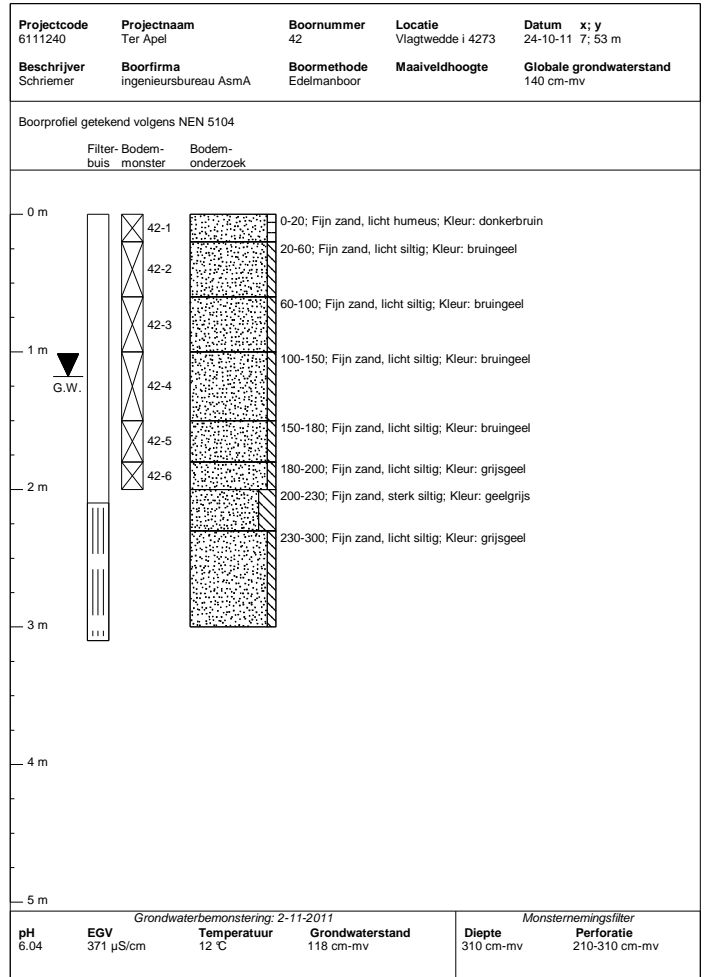 Projectcode Projectnaam Boornummer Locatie Datum x; y
6111240 Ter Apel 42 Vlagtwedde i 4273 24-10-11 7; 53 m
Beschrijver Boorfirma Boormethode Maaiveldhoogte Globale grondwaterstand
Schriemer ingenieursbureau AsmA Edelmanboor 140 cm-mv
Boorprofiel getekend volgens NEN 5104
Filter- Bodem- Bodem-
buis monster onderzoek
0 m
42-1 0-20; Fijn zand, licht humeus; Kleur: donkerbruin
20-60; Fijn zand, licht siltig; Kleur: bruingeel
42-2
60-100; Fijn zand, licht siltig; Kleur: bruingeel
42-3
1 m
100-150; Fijn zand, licht siltig; Kleur: bruingeel
G.W. 42-4
150-180; Fijn zand, licht siltig; Kleur: bruingeel
42-5
180-200; Fijn zand, licht siltig; Kleur: grijsgeel
42-6
2 m
200-230; Fijn zand, sterk siltig; Kleur: geelgrijs
230-300; Fijn zand, licht siltig; Kleur: grijsgeel
3 m
4 m
5 m
Grondwaterbemonstering: 2-11-2011 Monsternemingsfilter
pH EGV Temperatuur Grondwaterstand Diepte Perforatie
6.04 371 µS/cm 12 °C 118 cm-mv 310 cm-mv 210-310 cm-mv